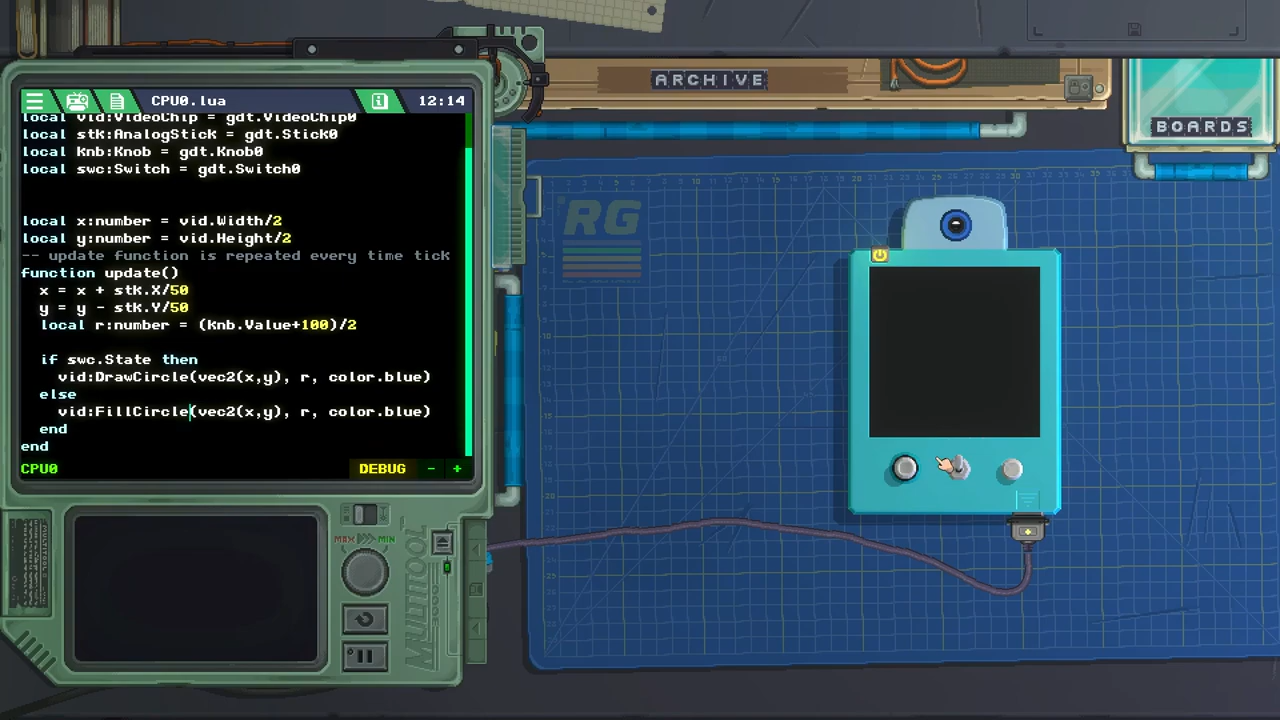 CPU0.lua
12:14
local vid:VideoChip = gdt.VideoChip0
local stk:AnalogStick = gdt.Stick0
local knb:Knob = gdt.Knob0
local swc:Switch = gdt.Switch0
local x:number = vid.Width/2
local y:number = vid.Height/2
-- update function is repeated every time tick
function update()
x = x + stk.X/50
y = y - stk.Y/50
local r:number = (knb.Value+100)/2
if swc.State then
vid:DrawCircle(vec2(x,y), r, color.blue)
else
vid:FillCircle(vec2(x,y), r, color.blue)
end
end
CPU0
DEBUG - +
MAX MIN
MULTITOOL
ARCHIVE
BOARDS
RG